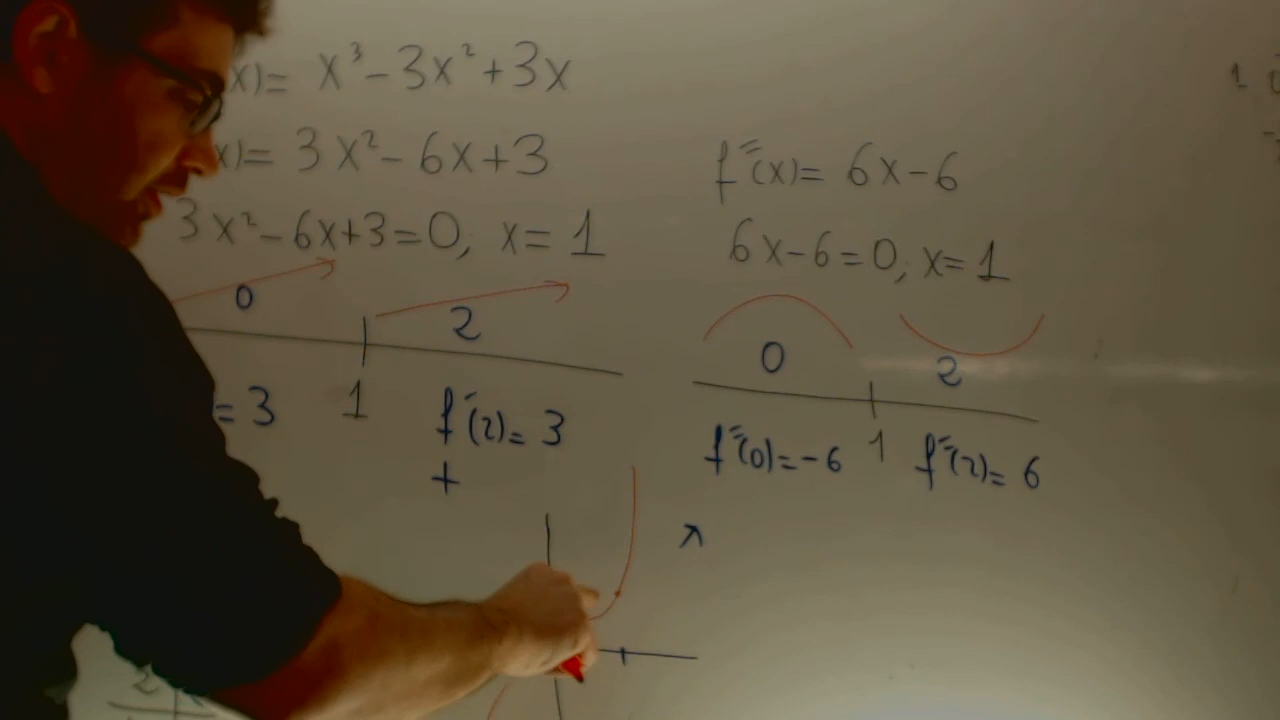 x)= x³-3x²+3x
x)= 3x²-6x+3
3x²-6x+3=0, x=1
0 2
=3 1 f'(2)=3
+
f''(x)= 6x-6
6x-6=0, x=1
0 2
f''(0)=-6 1 f''(2)=6
1